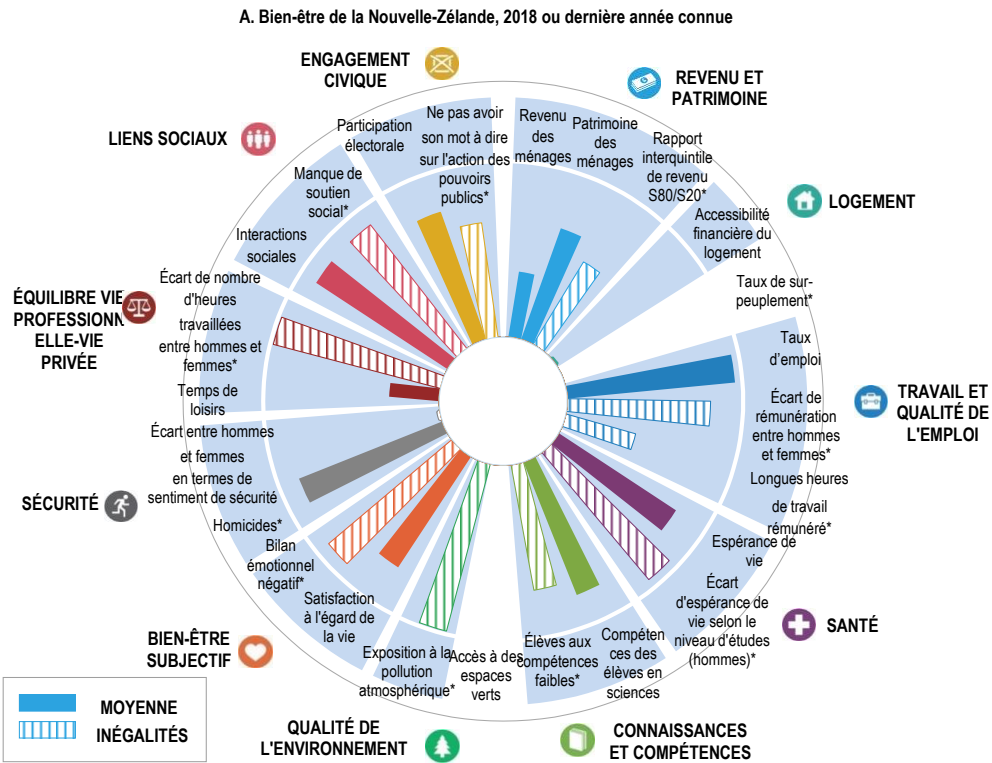 A. Bien-être de la Nouvelle-Zélande, 2018 ou dernière année connue
ENGAGEMENT
CIVIQUE
REVENU ET
PATRIMOINE
LIENS SOCIAUX
LOGEMENT
ÉQUILIBRE VIE
PROFESSIONN
ELLE-VIE
PRIVÉE
TRAVAIL ET
QUALITÉ DE
L'EMPLOI
SÉCURITÉ
SANTÉ
BIEN-ÊTRE
SUBJECTIF
QUALITÉ DE
L'ENVIRONNEMENT
CONNAISSANCES
ET COMPÉTENCES
Participation
électorale
Ne pas avoir
son mot à dire
sur l'action des
pouvoirs
publics*
Revenu
des
ménages
Patrimoine
des
ménages
Rapport
interquintile
de revenu
S80/S20*
Accessibilité
financière du
logement
Taux de sur-
peuplement*
Taux
d'emploi
Écart de
rémunération
entre hommes
et femmes*
Longues heures
de travail
rémunéré*
Espérance de
vie
Écart
d'espérance de
vie selon le
niveau d'études
(hommes)*
Compéten
ces des
élèves en
sciences
Élèves aux
compétences
faibles*
Accès à des
espaces
verts
Exposition à la
pollution
atmosphérique*
Satisfaction
à l'égard de
la vie
Bilan
émotionnel
négatif*
Homicides*
Écart entre hommes
et femmes
en termes de
sentiment de sécurité
Temps de
loisirs
Écart de nombre
d'heures
travaillées
entre hommes et
femmes*
Interactions
sociales
Manque de
soutien
social*
MOYENNE
INÉGALITÉS